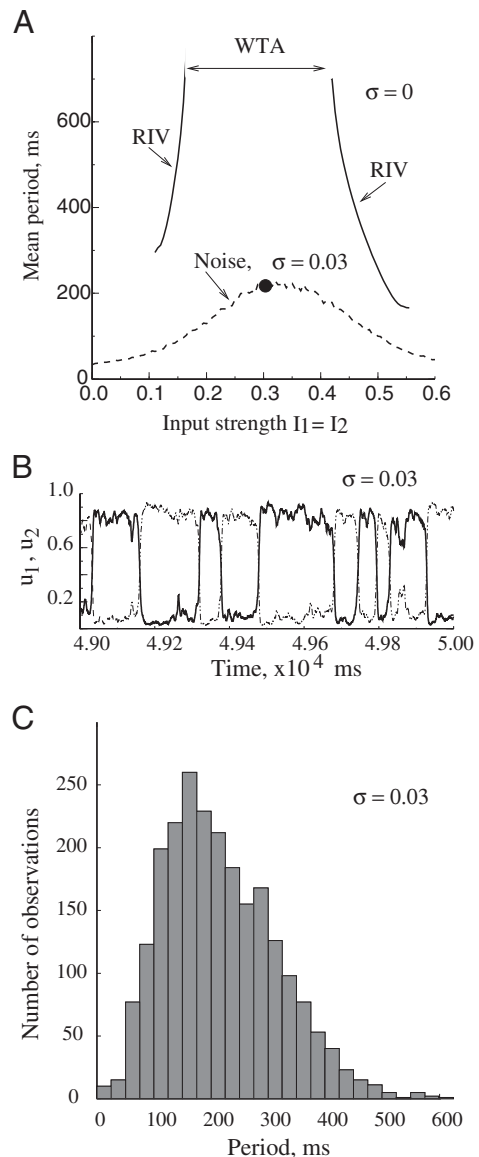 A
WTA
σ = 0
600
RIV
RIV
Mean period, ms
400
Noise, σ = 0.03
200
0
0.0 0.1 0.2 0.3 0.4 0.5 0.6
Input strength I1= I2
B
σ = 0.03
1.0
u1, u2
0.6
0.2
4.90 4.92 4.94 4.96 4.98 5.00
Time, x10^4 ms
C
250
σ = 0.03
200
Number of observations
150
100
50
0
0 100 200 300 400 500 600
Period, ms